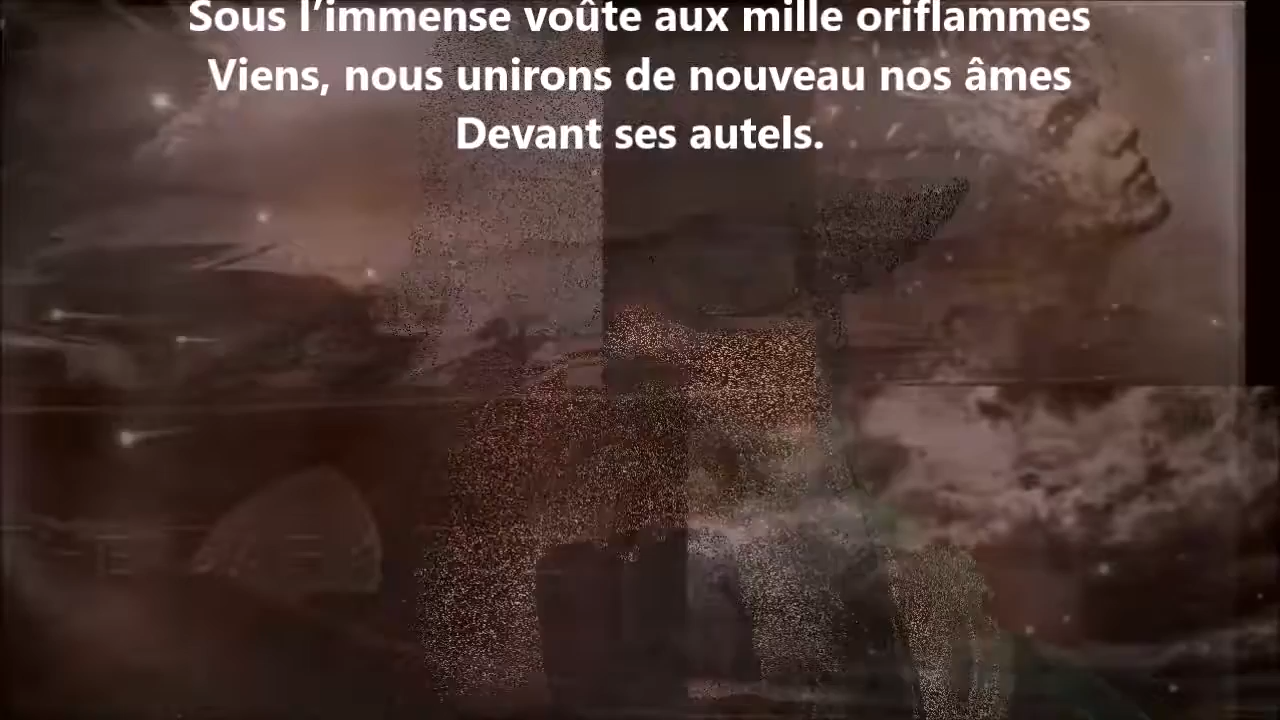 Sous l'immense voûte aux mille oriflammes
Viens, nous unirons de nouveau nos âmes
Devant ses autels.